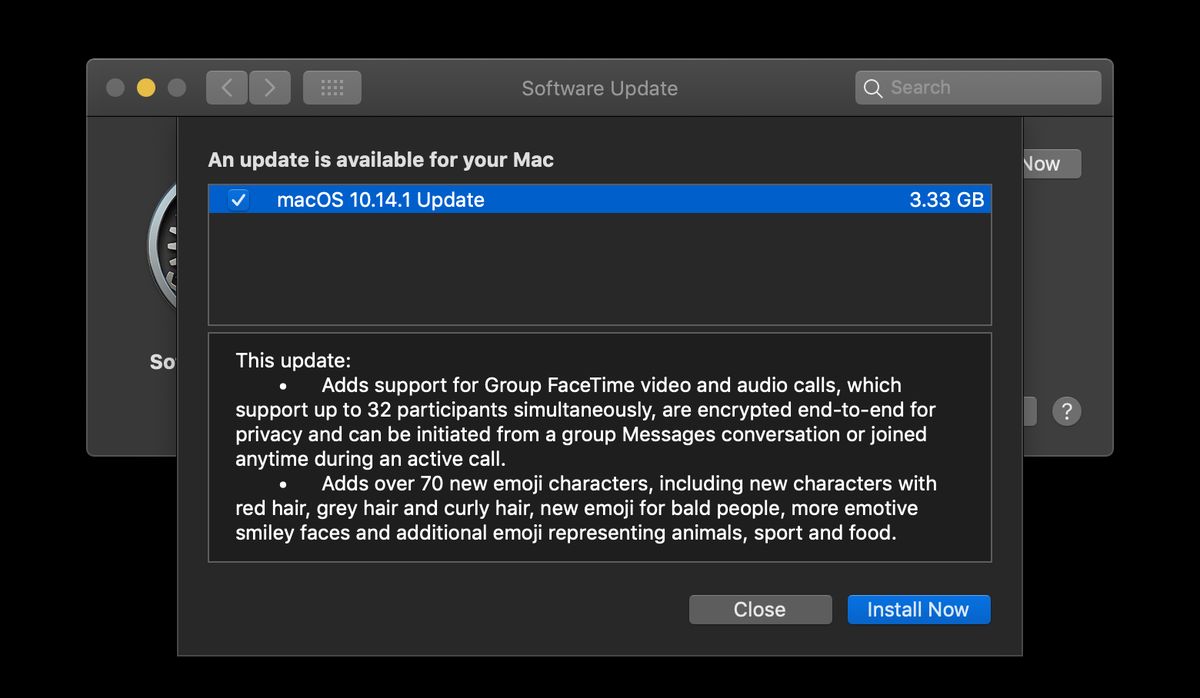 Software Update
Search
An update is available for your Mac
Now
macOS 10.14.1 Update 3.33 GB
So
This update:
• Adds support for Group FaceTime video and audio calls, which
support up to 32 participants simultaneously, are encrypted end-to-end for
privacy and can be initiated from a group Messages conversation or joined
anytime during an active call.
• Adds over 70 new emoji characters, including new characters with
red hair, grey hair and curly hair, new emoji for bald people, more emotive
smiley faces and additional emoji representing animals, sport and food.
?
Close
Install Now